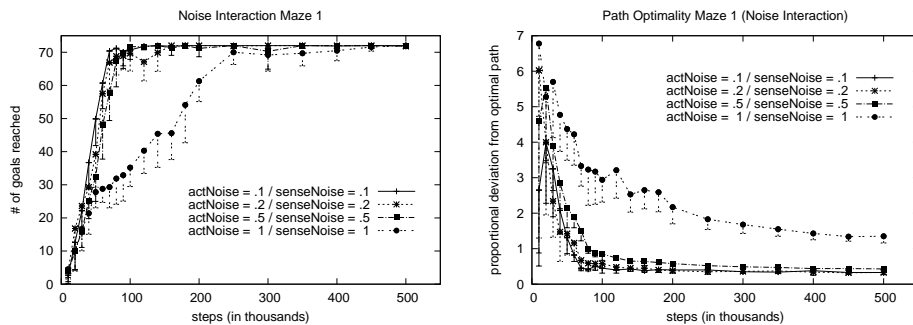 Noise Interaction Maze 1
# of goals reached
70
60
50
40
30
20
10
0
actNoise = .1 / senseNoise = .1
actNoise = .2 / senseNoise = .2
actNoise = .5 / senseNoise = .5
actNoise = 1 / senseNoise = 1
0 100 200 300 400 500
steps (in thousands)
Path Optimality Maze 1 (Noise Interaction)
proportional deviation from optimal path
7
6
5
4
3
2
1
0
actNoise = .1 / senseNoise = .1
actNoise = .2 / senseNoise = .2
actNoise = .5 / senseNoise = .5
actNoise = 1 / senseNoise = 1
0 100 200 300 400 500
steps (in thousands)